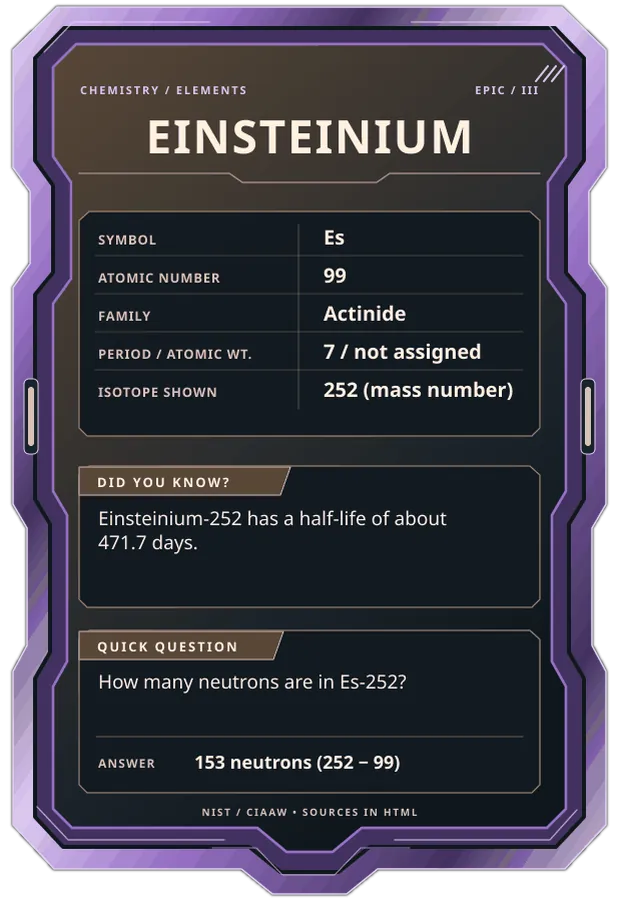 CHEMISTRY / ELEMENTS
EPIC / III
EINSTEINIUM
SYMBOL Es
ATOMIC NUMBER 99
FAMILY Actinide
PERIOD / ATOMIC WT. 7 / not assigned
ISOTOPE SHOWN 252 (mass number)
DID YOU KNOW?
Einsteinium-252 has a half-life of about
471.7 days.
QUICK QUESTION
How many neutrons are in Es-252?
ANSWER 153 neutrons (252 − 99)
NIST / CIAAW • SOURCES IN HTML